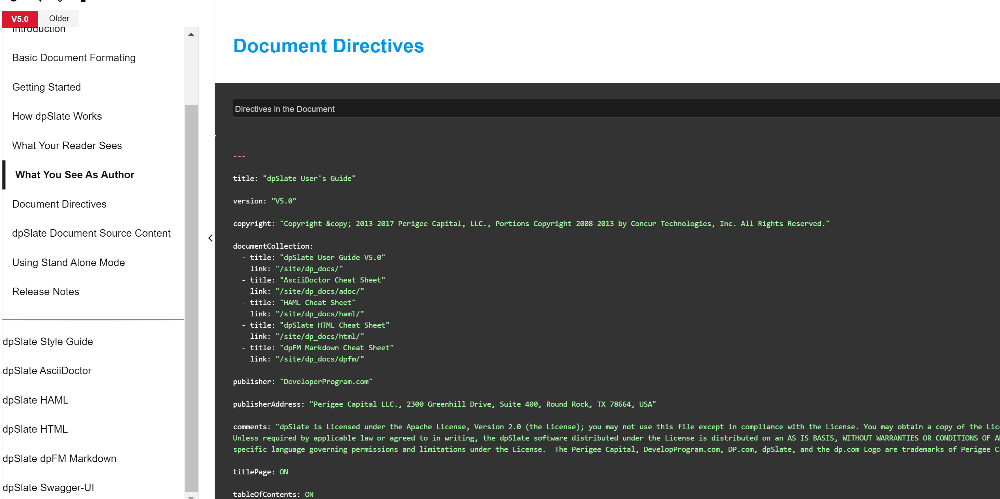 V5.0
Older
Introduction
Basic Document Formating
Getting Started
How dpSlate Works
What Your Reader Sees
What You See As Author
Document Directives
dpSlate Document Source Content
Using Stand Alone Mode
Release Notes
dpSlate Style Guide
dpSlate AsciiDoctor
dpSlate HAML
dpSlate HTML
dpSlate dpFM Markdown
dpSlate Swagger-UI
Document Directives
Directives in the Document
---
title: "dpSlate User's Guide"
version: "V5.0"
copyright: "Copyright &copy; 2013-2017 Perigee Capital, LLC., Portions Copyright 2008-2013 by Concur Technologies, Inc. All Rights Reserved."
documentCollection:
- title: "dpSlate User Guide V5.0"
link: "/site/dp_docs/"
- title: "AsciiDoctor Cheat Sheet"
link: "/site/dp_docs/adoc/"
- title: "HAML Cheat Sheet"
link: "/site/dp_docs/haml/"
- title: "dpSlate HTML Cheat Sheet"
link: "/site/dp_docs/html/"
- title: "dpFM Markdown Cheat Sheet"
link: "/site/dp_docs/dpfm/"
publisher: "DeveloperProgram.com"
publisherAddress: "Perigee Capital LLC., 2300 Greenhill Drive, Suite 400, Round Rock, TX 78664, USA"
comments: "dpSlate is Licensed under the Apache License, Version 2.0 (the License); you may not use this file except in compliance with the License. You may obtain a copy of the
Unless required by applicable law or agreed to in writing, the dpSlate software distributed under the License is distributed on an AS IS BASIS, WITHOUT WARRANTIES OR CONDITIONS OF
specific language governing permissions and limitations under the License.  The Perigee Capital, DevelopProgram.com, DP.com, dpSlate, and the dp.com Logo are trademarks of Perigee
titlePage: ON
tableOfContents: ON